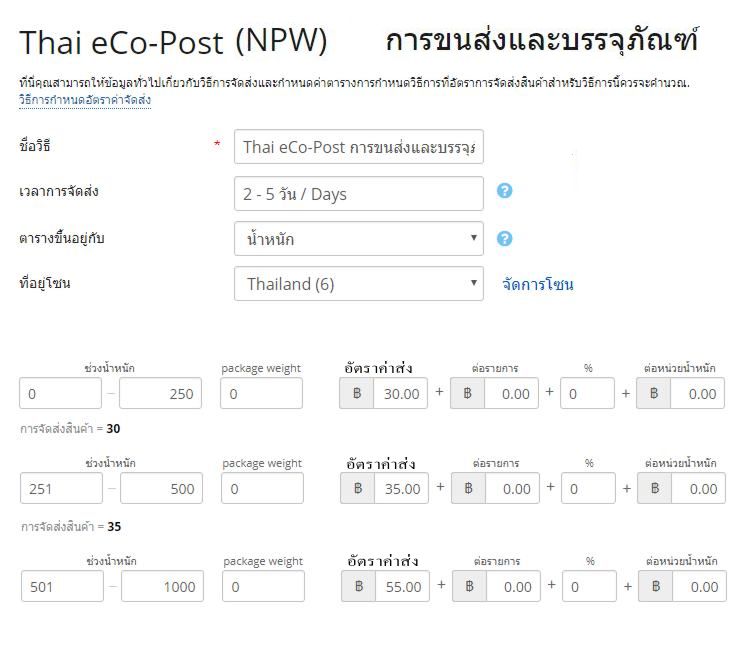 Thai eCo-Post (NPW) การขนส่งและบรรจุภัณฑ์
ที่นี่คุณสามารถให้ข้อมูลทั่วไปเกี่ยวกับวิธีการจัดส่งและกำหนดค่าตารางการกำหนดวิธีการที่อัตราการจัดส่งสินค้าสำหรับวิธีการนี้ควรจะคำนวณ.
วิธีการกำหนดอัตราค่าจัดส่ง
ชื่อวิธี * Thai eCo-Post การขนส่งและบรรจุภ
เวลาการจัดส่ง 2 - 5 วัน / Days ?
ตารางขึ้นอยู่กับ น้ำหนัก ?
ที่อยู่โซน Thailand (6) จัดการโซน
ช่วงน้ำหนัก package weight อัตราค่าส่ง ต่อรายการ % ต่อหน่วยน้ำหนัก
0 – 250 0 ฿ 30.00 + ฿ 0.00 + 0 + ฿ 0.00
การจัดส่งสินค้า = 30
ช่วงน้ำหนัก package weight อัตราค่าส่ง ต่อรายการ % ต่อหน่วยน้ำหนัก
251 – 500 0 ฿ 35.00 + ฿ 0.00 + 0 + ฿ 0.00
การจัดส่งสินค้า = 35
ช่วงน้ำหนัก package weight อัตราค่าส่ง ต่อรายการ % ต่อหน่วยน้ำหนัก
501 – 1000 0 ฿ 55.00 + ฿ 0.00 + 0 + ฿ 0.00